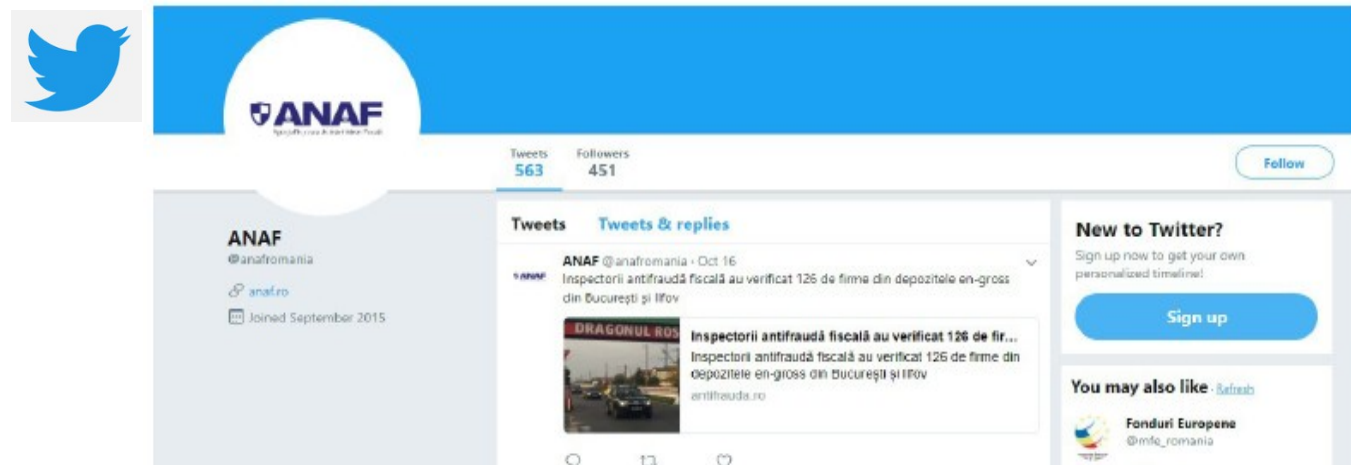 ANAF
Tweets
563
Followers
451
Follow
ANAF
@anafromania
anaf.ro
Joined September 2015
Tweets Tweets & replies
ANAF @anafromania · Oct 16
ANAF
Inspectorii antifraudă fiscală au verificat 126 de firme din depozitele en-gross
din București și Ilfov
DRAGONUL ROS
Inspectorii antifraudă fiscală au verificat 126 de fir...
Inspectorii antifraudă fiscală au verificat 126 de firme din
depozitele en-gross din București și Ilfov
antifrauda.ro
New to Twitter?
Sign up now to get your own
personalized timeline!
Sign up
You may also like · Refresh
Fonduri Europene
@mfe_romania